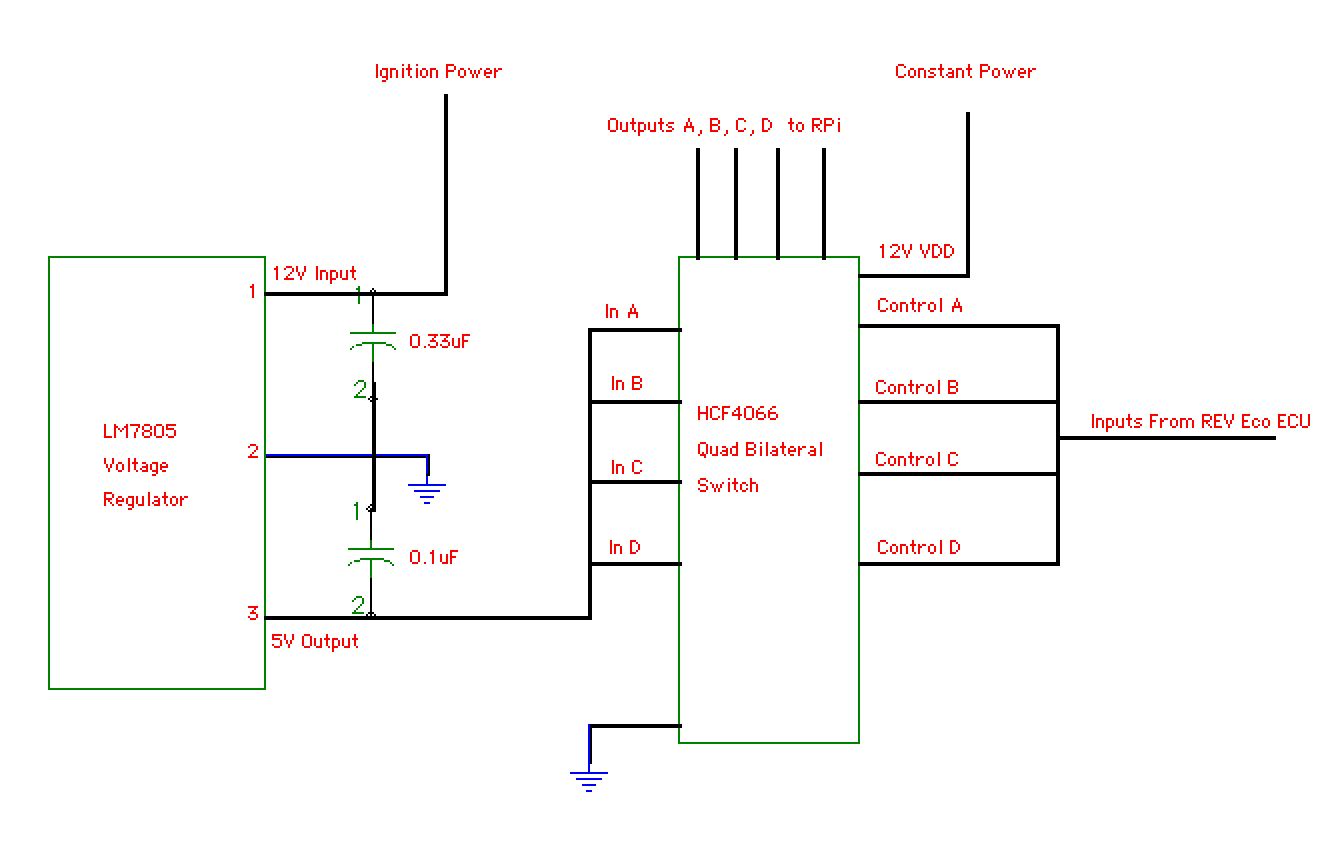 Ignition Power
Constant Power
Outputs A, B, C, D to RPi
12V VDD
12V Input
1
1
Control A
In A
0.33uF
2
In B
Control B
HCF4066
Quad Bilateral
Switch
Inputs From REV Eco ECU
LM7805
Voltage
Regulator
2
In C
Control C
1
In D
Control D
0.1uF
2
3
5V Output